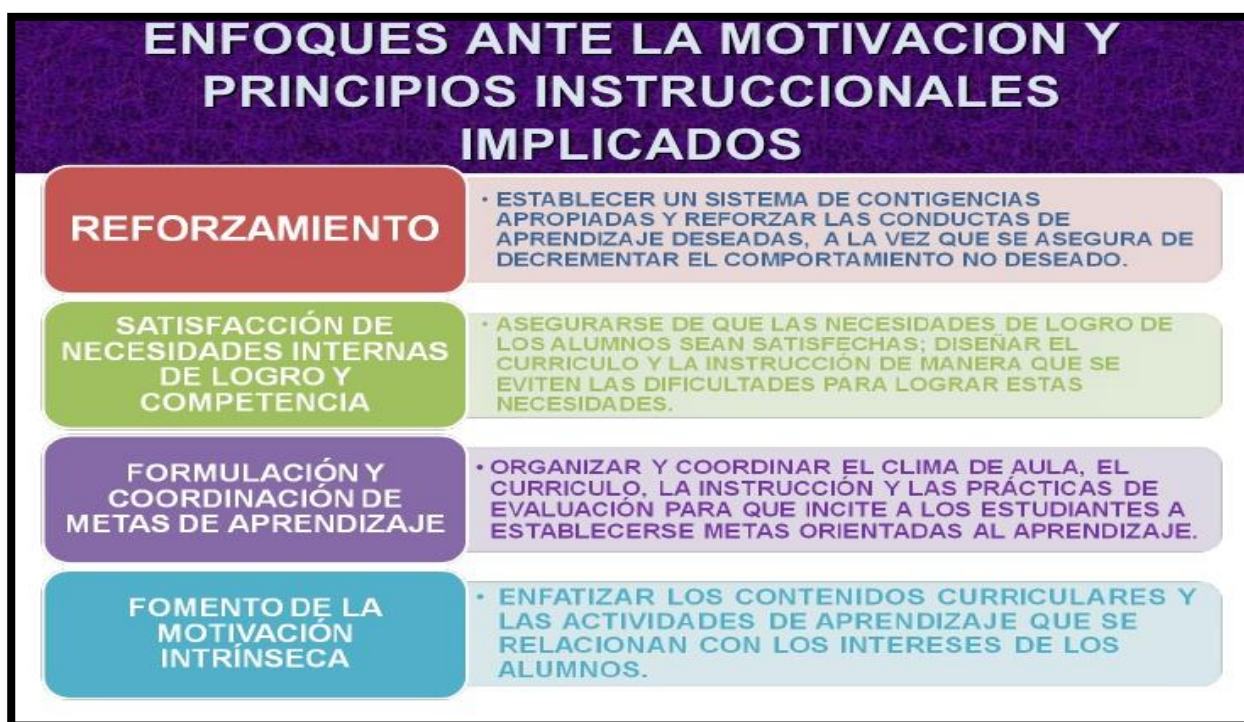 ENFOQUES ANTE LA MOTIVACIÓN Y
PRINCIPIOS INSTRUCCIONALES
IMPLICADOS
REFORZAMIENTO
• ESTABLECER UN SISTEMA DE CONTIGENCIAS
APROPIADAS Y REFORZAR LAS CONDUCTAS DE
APRENDIZAJE DESEADAS, A LA VEZ QUE SE ASEGURA DE
DECREMENTAR EL COMPORTAMIENTO NO DESEADO.
SATISFACCIÓN DE
NECESIDADES INTERNAS
DE LOGRO Y
COMPETENCIA
• ASEGURARSE DE QUE LAS NECESIDADES DE LOGRO DE
LOS ALUMNOS SEAN SATISFECHAS; DISEÑAR EL
CURRICULO Y LA INSTRUCCIÓN DE MANERA QUE SE
EVITEN LAS DIFICULTADES PARA LOGRAR ESTAS
NECESIDADES.
FORMULACIÓN Y
COORDINACIÓN DE
METAS DE APRENDIZAJE
• ORGANIZAR Y COORDINAR EL CLIMA DE AULA, EL
CURRICULO, LA INSTRUCCIÓN Y LAS PRÁCTICAS DE
EVALUACIÓN PARA QUE INCITE A LOS ESTUDIANTES A
ESTABLECERSE METAS ORIENTADAS AL APRENDIZAJE.
FOMENTO DE LA
MOTIVACIÓN
INTRÍNSECA
• ENFATIZAR LOS CONTENIDOS CURRICULARES Y
LAS ACTIVIDADES DE APRENDIZAJE QUE SE
RELACIONAN CON LOS INTERESES DE LOS
ALUMNOS.